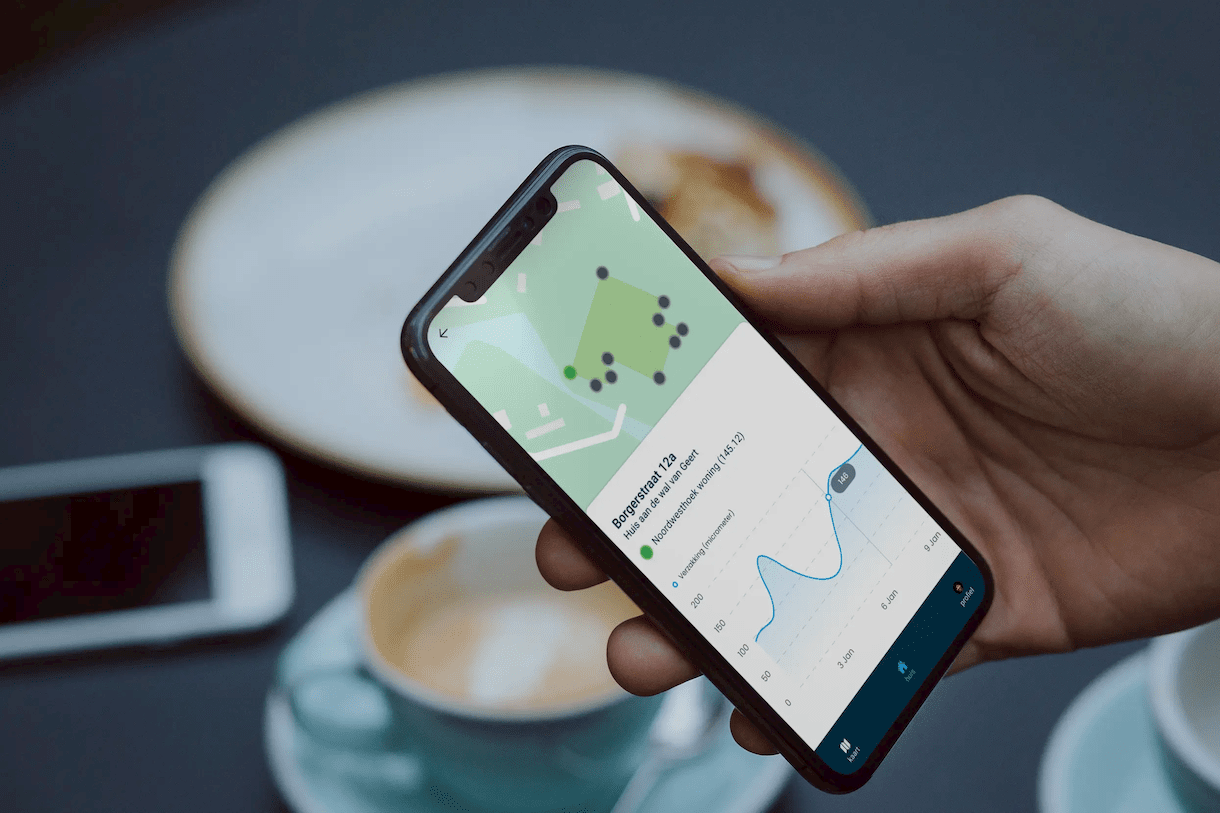 Borgerstraat 12a
Huis aan de wal van Geert
Noordwesthoek woning (145.12)
Verzakking (micrometer)
200
150
100
50
0
146
3 Jan
6 Jan
9 Jan
kaart
huis
profiel